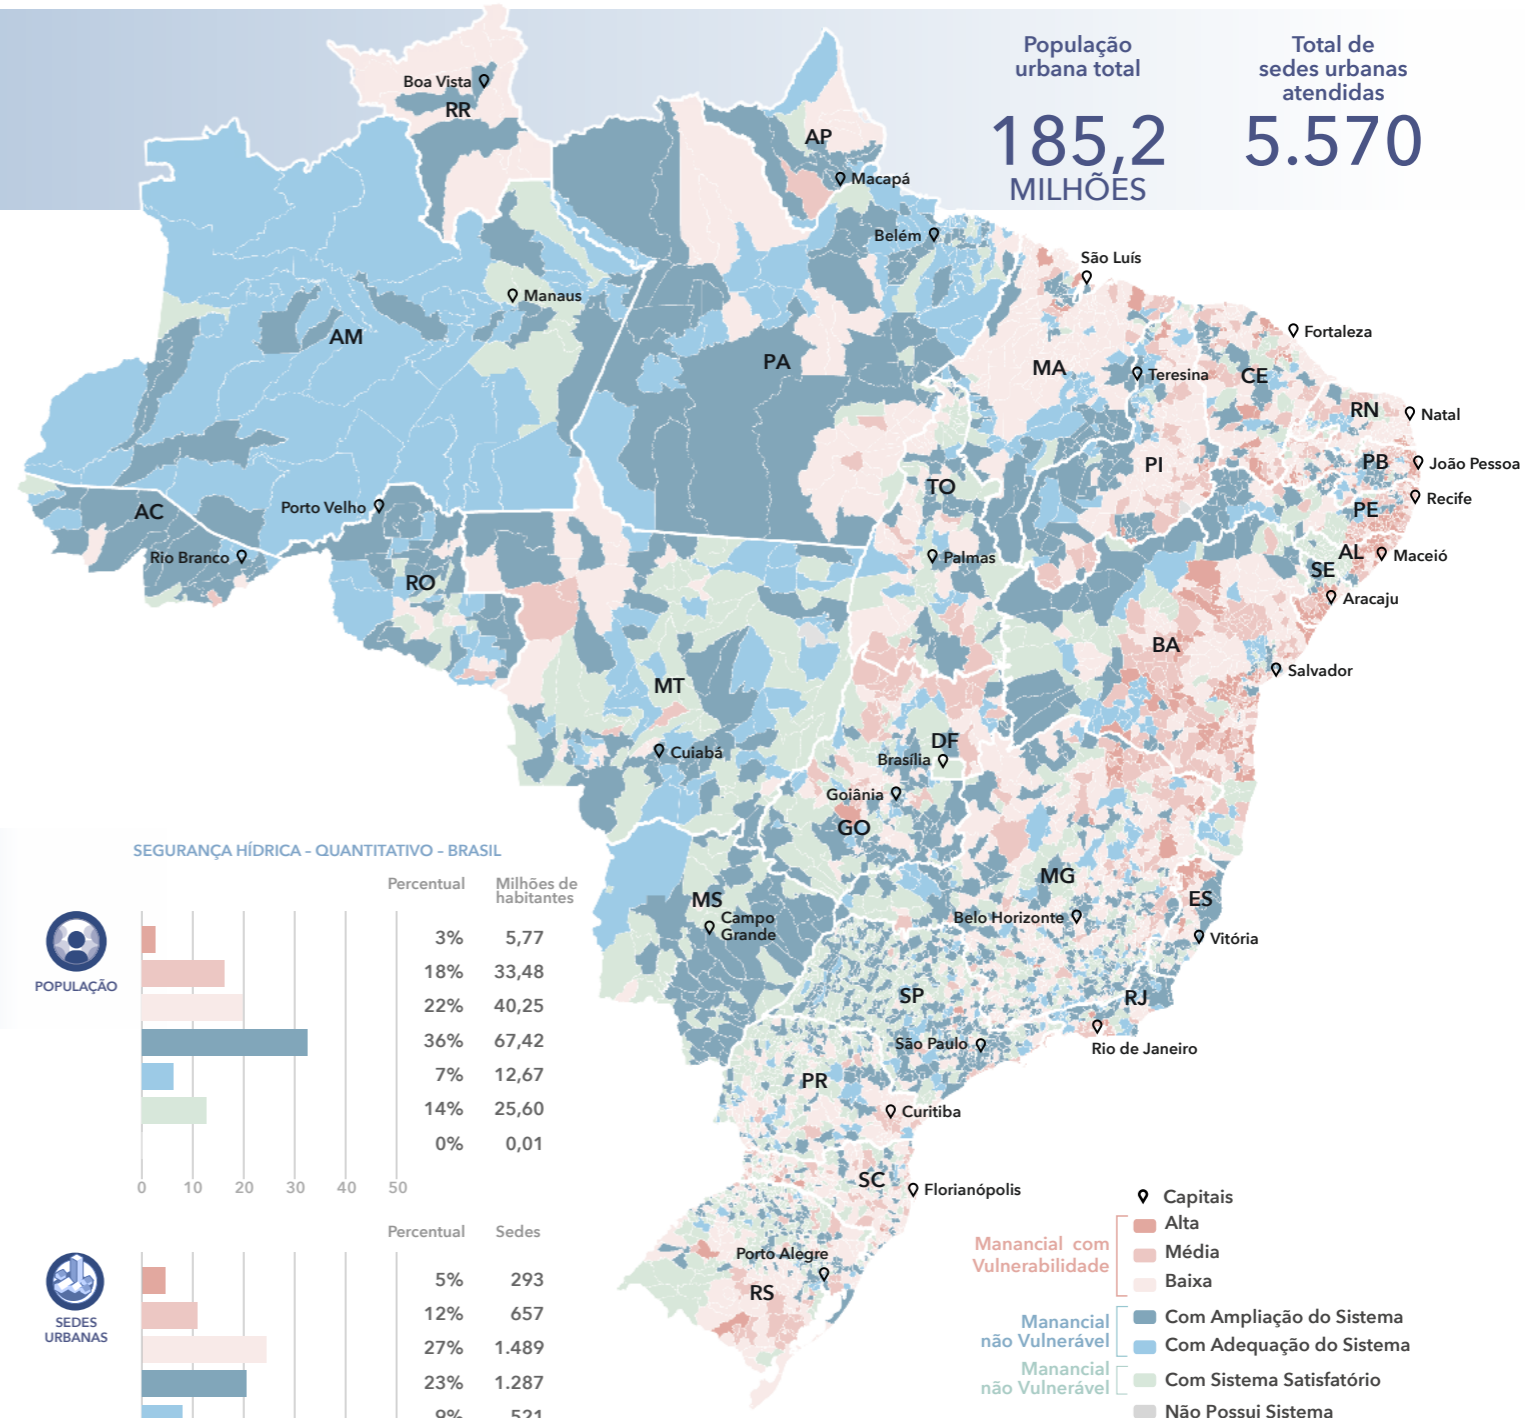 População
urbana total
185,2
MILHÕES
Total de
sedes urbanas
atendidas
5.570
Boa Vista
RR
AP
Macapá
Belém
São Luís
Manaus
Fortaleza
AM
PA
MA
Teresina
CE
RN
Natal
PI
PB
João Pessoa
TO
Recife
PE
AC
Porto Velho
Rio Branco
Palmas
AL
Maceió
SE
RO
Aracaju
BA
Salvador
MT
DF
Cuiabá
Brasília
Goiânia
GO
MG
MS
ES
Campo
Grande
Belo Horizonte
Vitória
SP
RJ
São Paulo
Rio de Janeiro
PR
Curitiba
SC
Florianópolis
Porto Alegre
RS
SEGURANÇA HÍDRICA – QUANTITATIVO – BRASIL
Percentual
Milhões de
habitantes
POPULAÇÃO
3% 5,77
18% 33,48
22% 40,25
36% 67,42
7% 12,67
14% 25,60
0% 0,01
0 10 20 30 40 50
Percentual Sedes
SEDES
URBANAS
5% 293
12% 657
27% 1.489
23% 1.287
9% 521
Capitais
Manancial com
Vulnerabilidade
Alta
Média
Baixa
Manancial
não Vulnerável
Com Ampliação do Sistema
Com Adequação do Sistema
Manancial
não Vulnerável
Com Sistema Satisfatório
Não Possui Sistema